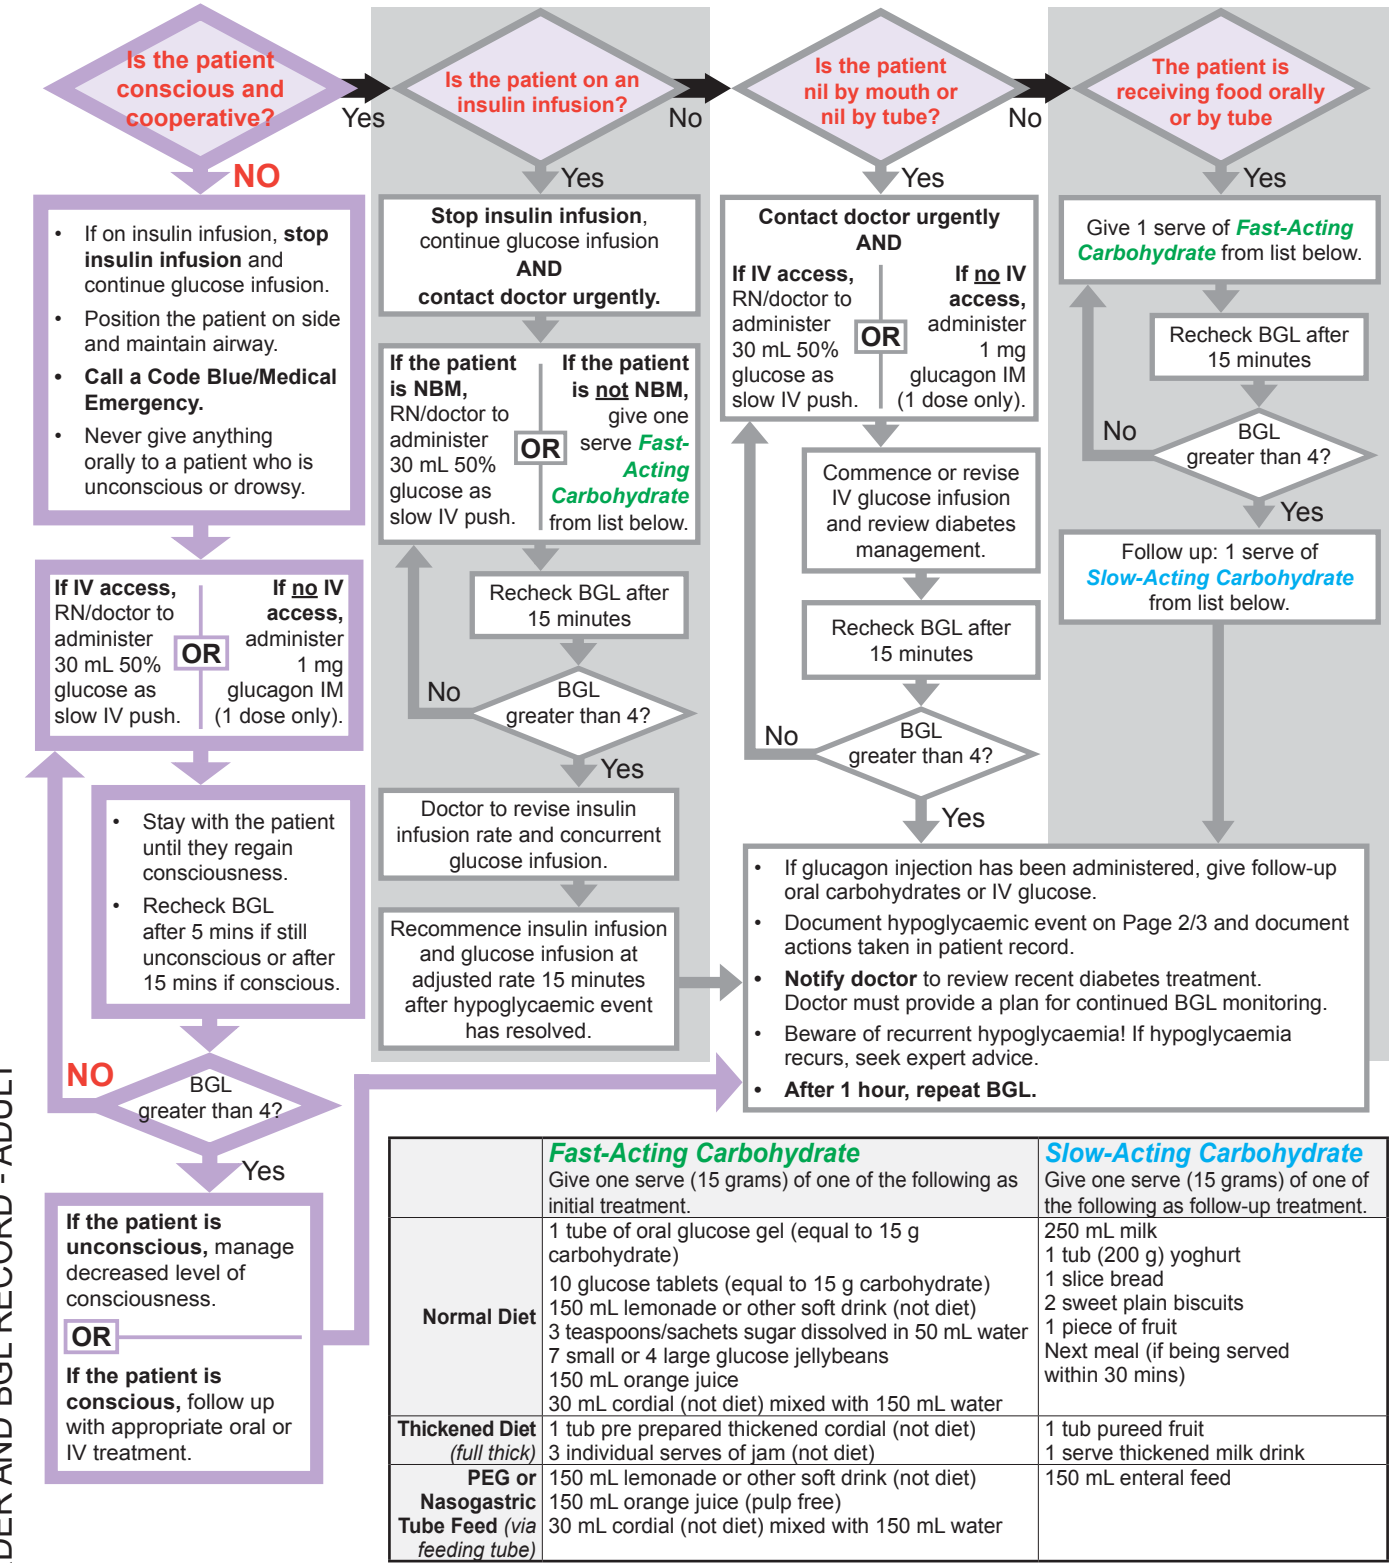 Is the patient
conscious and
cooperative?
Yes
NO
Is the patient on an
insulin infusion?
No
Yes
Is the patient
nil by mouth or
nil by tube?
No
Yes
The patient is
receiving food orally
or by tube
Yes
• If on insulin infusion, stop
insulin infusion and
continue glucose infusion.
• Position the patient on side
and maintain airway.
• Call a Code Blue/Medical
Emergency.
• Never give anything
orally to a patient who is
unconscious or drowsy.
If IV access,
RN/doctor to
administer
30 mL 50%
glucose as
slow IV push.
OR
If no IV
access,
administer
1 mg
glucagon IM
(1 dose only).
• Stay with the patient
until they regain
consciousness.
• Recheck BGL
after 5 mins if still
unconscious or after
15 mins if conscious.
NO
BGL
greater than 4?
Yes
If the patient is
unconscious, manage
decreased level of
consciousness.
OR
If the patient is
conscious, follow up
with appropriate oral or
IV treatment.
Stop insulin infusion,
continue glucose infusion
AND
contact doctor urgently.
If the patient
is NBM,
RN/doctor to
administer
30 mL 50%
glucose as
slow IV push.
OR
If the patient
is not NBM,
give one
serve Fast-
Acting
Carbohydrate
from list below.
Recheck BGL after
15 minutes
No
BGL
greater than 4?
Yes
Doctor to revise insulin
infusion rate and concurrent
glucose infusion.
Recommence insulin infusion
and glucose infusion at
adjusted rate 15 minutes
after hypoglycaemic event
has resolved.
Contact doctor urgently
AND
If IV access,
RN/doctor to
administer
30 mL 50%
glucose as
slow IV push.
OR
If no IV
access,
administer
1 mg
glucagon IM
(1 dose only).
Commence or revise
IV glucose infusion
and review diabetes
management.
Recheck BGL after
15 minutes
No
BGL
greater than 4?
Yes
Give 1 serve of Fast-Acting
Carbohydrate from list below.
Recheck BGL after
15 minutes
No
BGL
greater than 4?
Yes
Follow up: 1 serve of
Slow-Acting Carbohydrate
from list below.
• If glucagon injection has been administered, give follow-up
oral carbohydrates or IV glucose.
• Document hypoglycaemic event on Page 2/3 and document
actions taken in patient record.
• Notify doctor to review recent diabetes treatment.
Doctor must provide a plan for continued BGL monitoring.
• Beware of recurrent hypoglycaemia! If hypoglycaemia
recurs, seek expert advice.
• After 1 hour, repeat BGL.
Fast-Acting Carbohydrate
Give one serve (15 grams) of one of the following as
initial treatment.
Slow-Acting Carbohydrate
Give one serve (15 grams) of one of
the following as follow-up treatment.
Normal Diet
1 tube of oral glucose gel (equal to 15 g
carbohydrate)
10 glucose tablets (equal to 15 g carbohydrate)
150 mL lemonade or other soft drink (not diet)
3 teaspoons/sachets sugar dissolved in 50 mL water
7 small or 4 large glucose jellybeans
150 mL orange juice
30 mL cordial (not diet) mixed with 150 mL water
250 mL milk
1 tub (200 g) yoghurt
1 slice bread
2 sweet plain biscuits
1 piece of fruit
Next meal (if being served
within 30 mins)
Thickened Diet
(full thick)
1 tub pre prepared thickened cordial (not diet)
3 individual serves of jam (not diet)
1 tub pureed fruit
1 serve thickened milk drink
PEG or
Nasogastric
Tube Feed (via
feeding tube)
150 mL lemonade or other soft drink (not diet)
150 mL orange juice (pulp free)
30 mL cordial (not diet) mixed with 150 mL water
150 mL enteral feed
AND BGL RECORD - ADULT